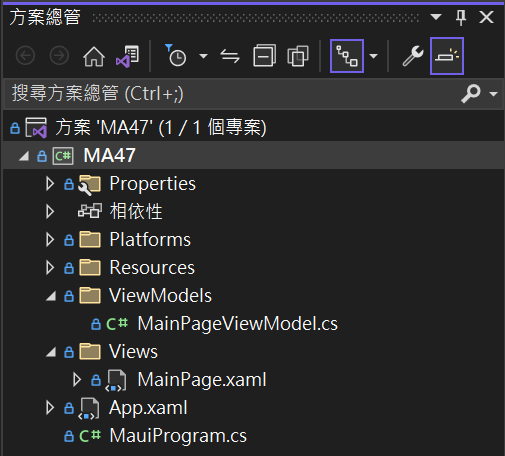 方案總管
搜尋方案總管 (Ctrl+;)
方案 'MA47' (1 / 1 個專案)
C# MA47
Properties
相依性
Platforms
Resources
ViewModels
C# MainPageViewModel.cs
Views
MainPage.xaml
App.xaml
C# MauiProgram.cs